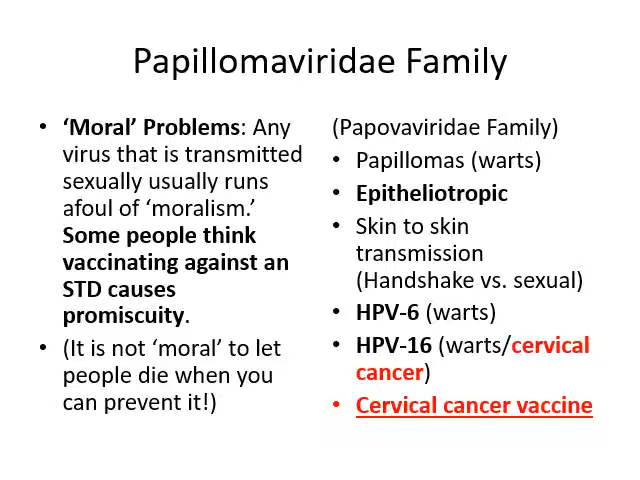 Papillomaviridae Family
• ‘Moral’ Problems: Any
virus that is transmitted
sexually usually runs
afoul of ‘moralism.’
Some people think
vaccinating against an
STD causes
promiscuity.
• (It is not ‘moral’ to let
people die when you
can prevent it!)
(Papovaviridae Family)
• Papillomas (warts)
• Epitheliotropic
• Skin to skin
transmission
(Handshake vs. sexual)
• HPV-6 (warts)
• HPV-16 (warts/cervical
cancer)
• Cervical cancer vaccine